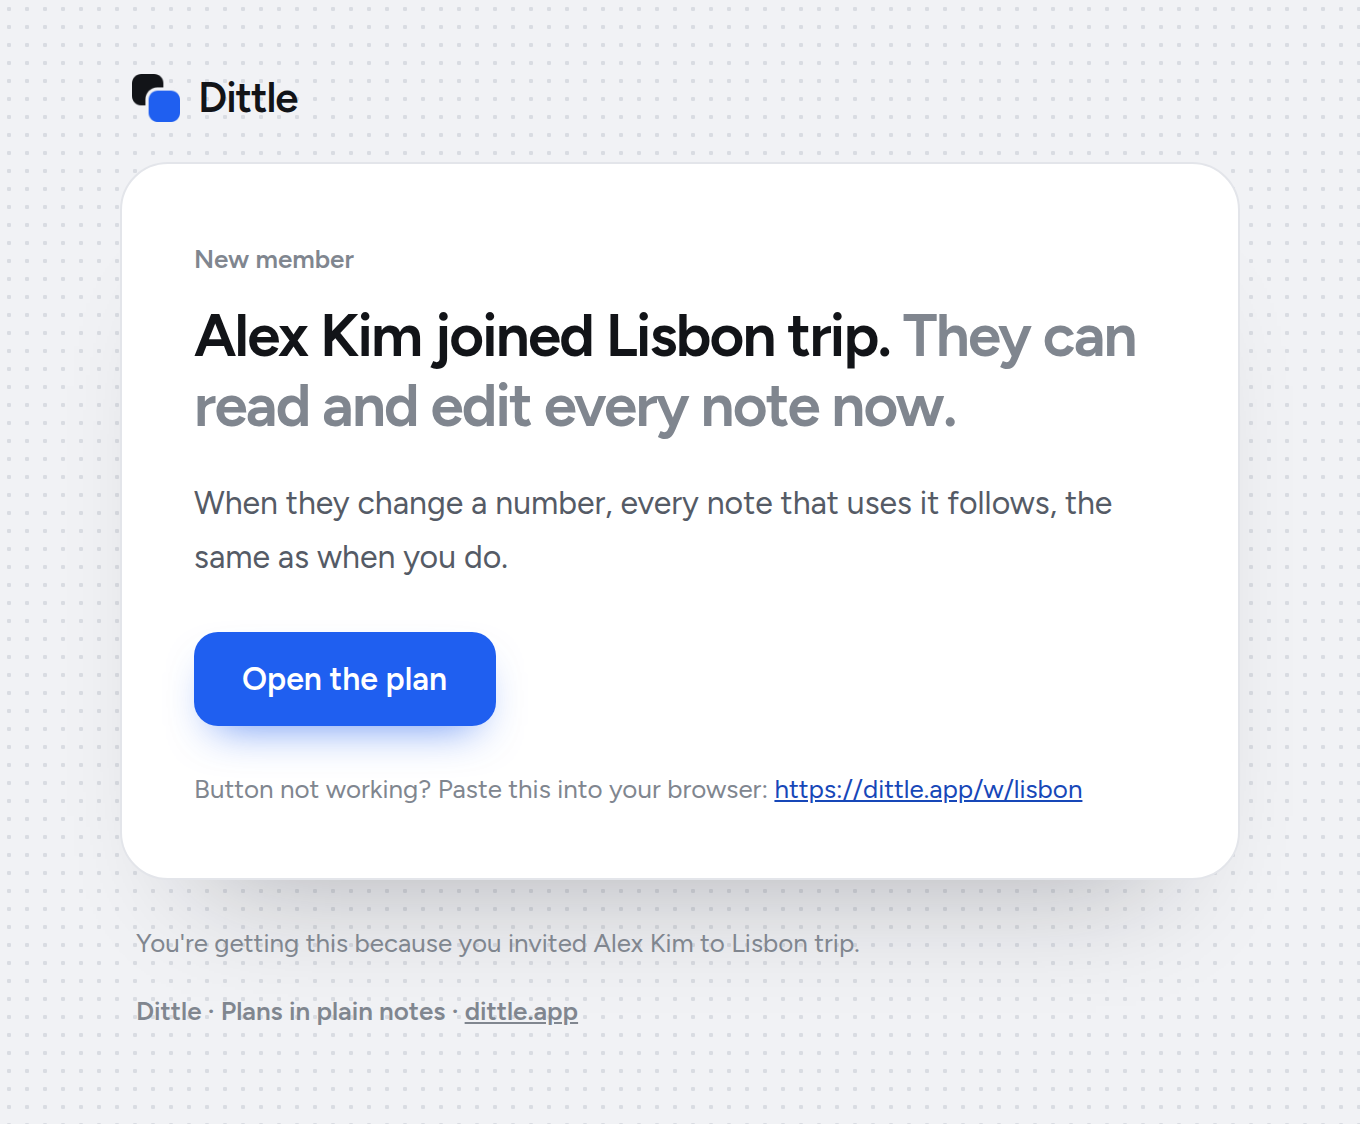 Dittle
New member
Alex Kim joined Lisbon trip. They can
read and edit every note now.
When they change a number, every note that uses it follows, the
same as when you do.
Open the plan
Button not working? Paste this into your browser: https://dittle.app/w/lisbon
You're getting this because you invited Alex Kim to Lisbon trip.
Dittle · Plans in plain notes · dittle.app